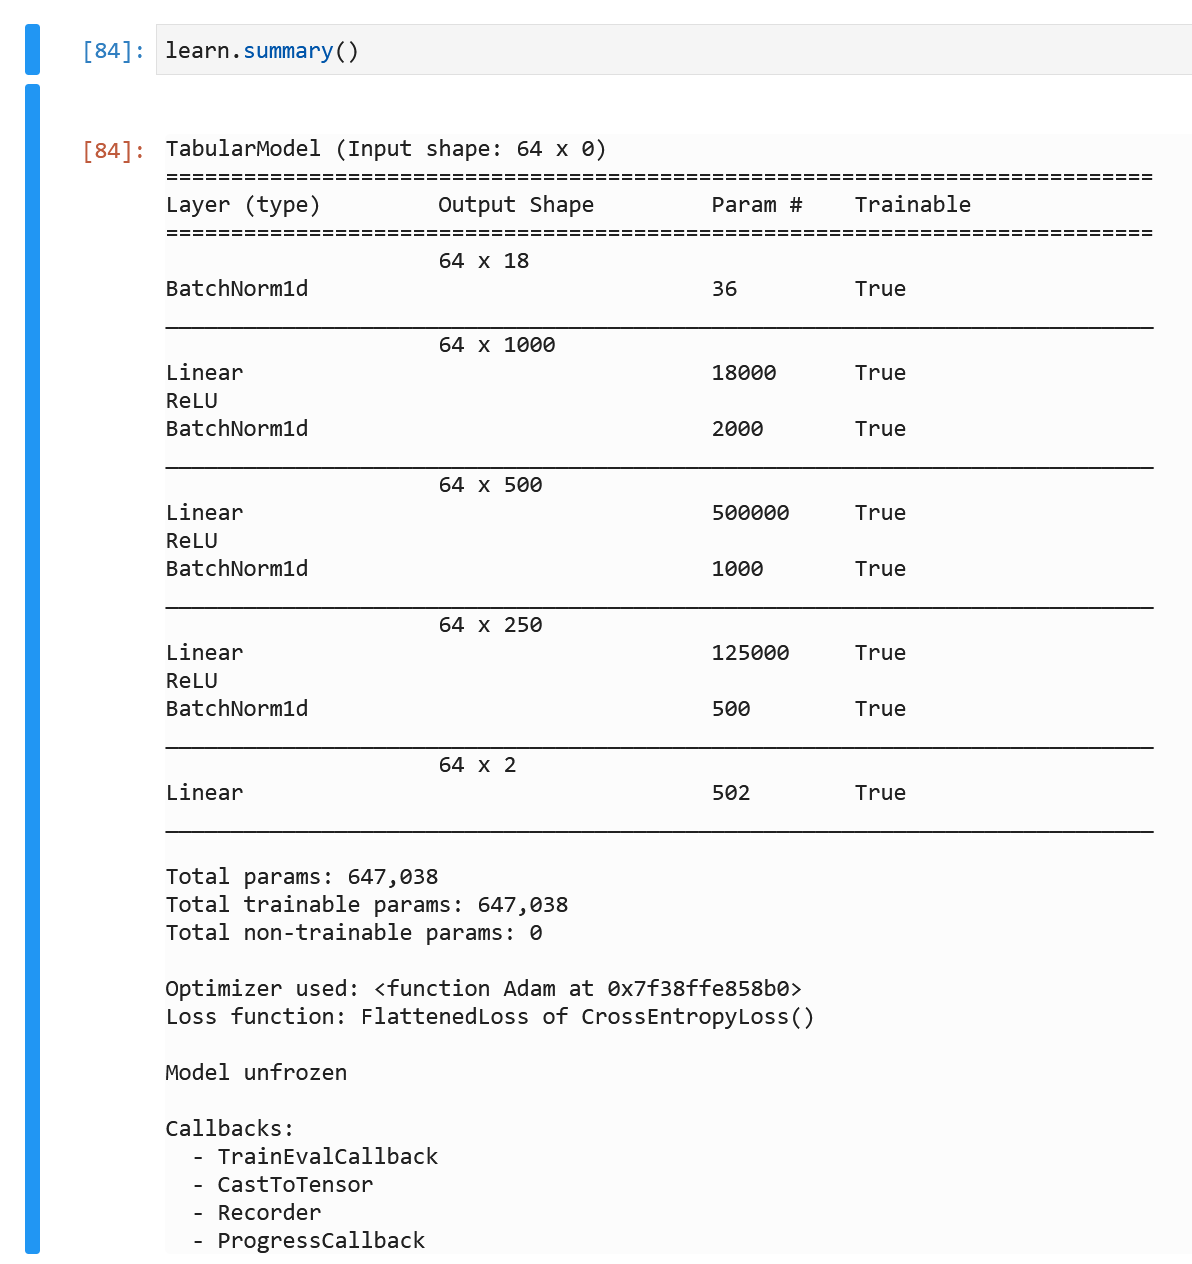 [84]: learn.summary()
[84]: TabularModel (Input shape: 64 x 0)
============================================================================
Layer (type)         Output Shape         Param #    Trainable
============================================================================
                     64 x 18
BatchNorm1d                               36         True
____________________________________________________________________________
                     64 x 1000
Linear                                    18000      True
ReLU
BatchNorm1d                               2000       True
____________________________________________________________________________
                     64 x 500
Linear                                    500000     True
ReLU
BatchNorm1d                               1000       True
____________________________________________________________________________
                     64 x 250
Linear                                    125000     True
ReLU
BatchNorm1d                               500        True
____________________________________________________________________________
                     64 x 2
Linear                                    502        True
____________________________________________________________________________
Total params: 647,038
Total trainable params: 647,038
Total non-trainable params: 0
Optimizer used: <function Adam at 0x7f38ffe858b0>
Loss function: FlattenedLoss of CrossEntropyLoss()
Model unfrozen
Callbacks:
  - TrainEvalCallback
  - CastToTensor
  - Recorder
  - ProgressCallback